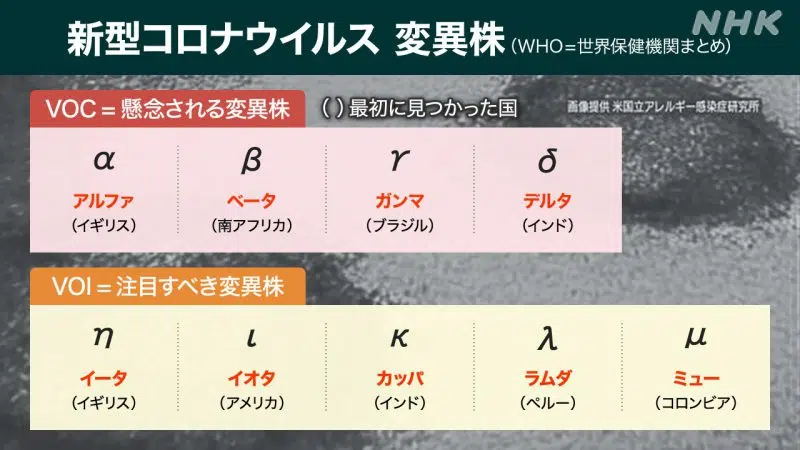 NHK
新型コロナウイルス 変異株（WHO＝世界保健機関まとめ）
VOC＝懸念される変異株 （ ）最初に見つかった国
画像提供 米国立アレルギー感染症研究所
α β γ δ
アルファ ベータ ガンマ デルタ
（イギリス） （南アフリカ） （ブラジル） （インド）
VOI＝注目すべき変異株
η ι κ λ μ
イータ イオタ カッパ ラムダ ミュー
（イギリス） （アメリカ） （インド） （ペルー） （コロンビア）